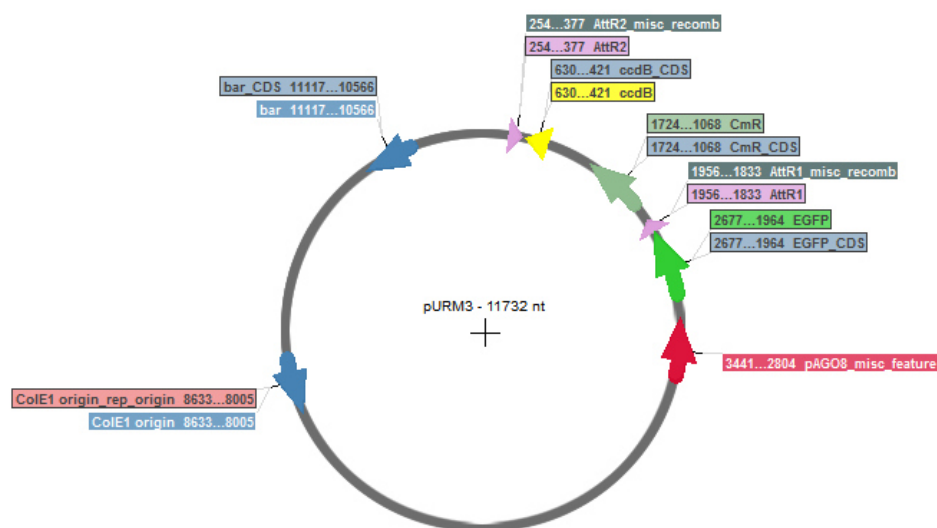 254...377 AttR2_misc_recomb
254...377 AttR2
630...421 ccdB_CDS
630...421 ccdB
bar_CDS 11117...10566
bar 11117...10566
1724...1068 CmR
1724...1068 CmR_CDS
1956...1833 AttR1_misc_recomb
1956...1833 AttR1
2677...1964 EGFP
2677...1964 EGFP_CDS
pURM3 - 11732 nt
3441...2804 pAGO8_misc_feature
ColE1 origin_rep_origin 8633...8005
ColE1 origin 8633...8005